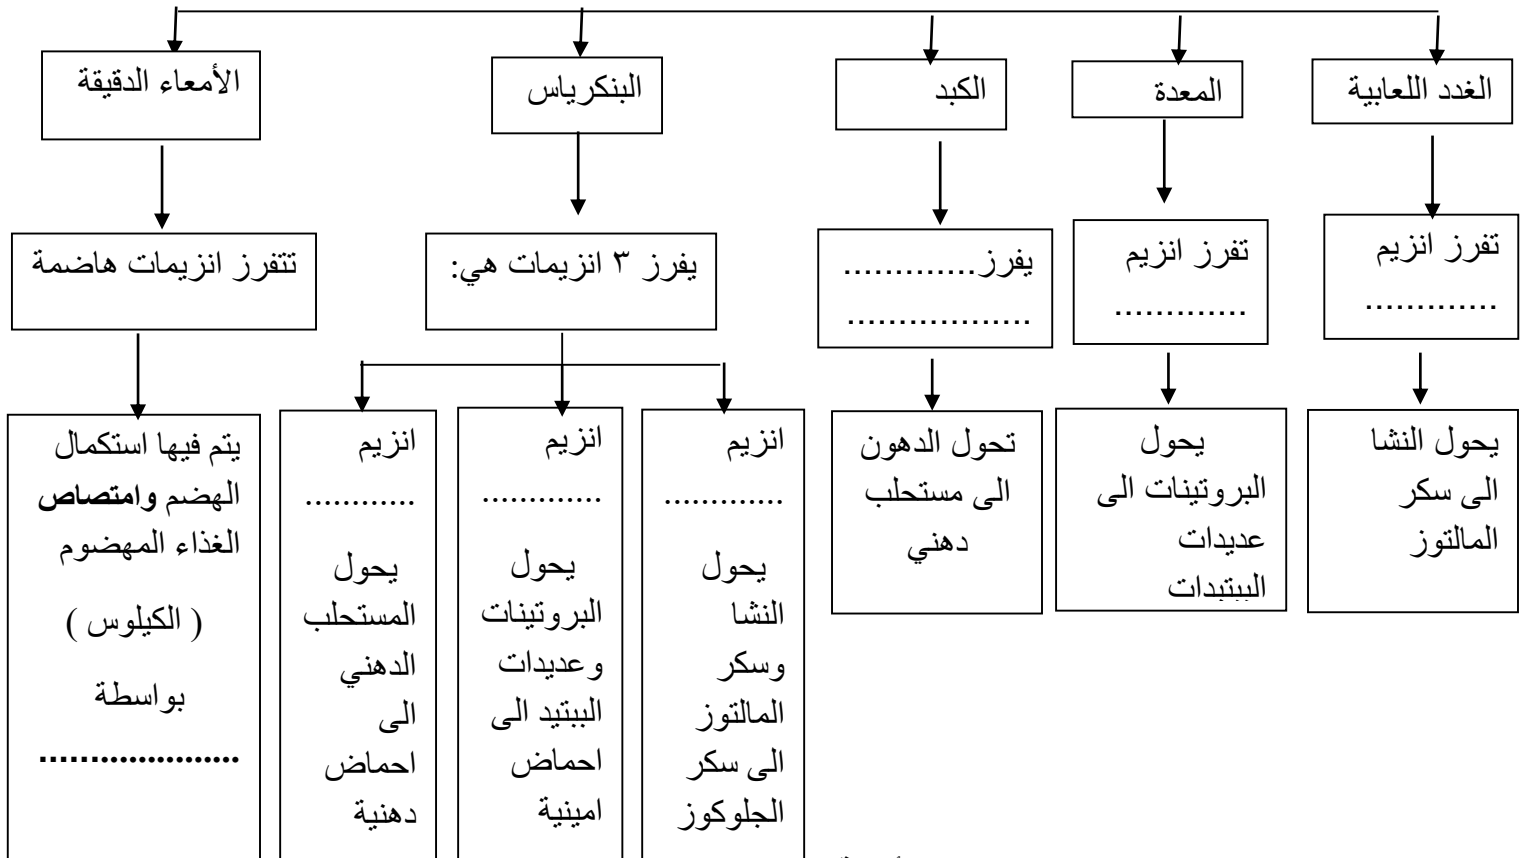 الغدد اللعابية
المعدة
الكبد
البنكرياس
الأمعاء الدقيقة
تفرز انزيم
.............
تفرز انزيم
.............
يفرز.............
..................
يفرز ٣ انزيمات هي:
تتفرز انزيمات هاضمة
يحول النشا
الى سكر
المالتوز
يحول
البروتينات الى
عديدات
الببتيدات
تحول الدهون
الى مستحلب
دهني
انزيم
.............
يحول
النشا
وسكر
المالتوز
الى سكر
الجلوكوز
انزيم
.............
يحول
البروتينات
وعديدات
الببتيد الى
احماض
امينية
انزيم
............
يحول
المستحلب
الدهني
الى
احماض
دهنية
يتم فيها استكمال
الهضم وامتصاص
الغذاء المهضوم
( الكيلوس )
بواسطة
......................